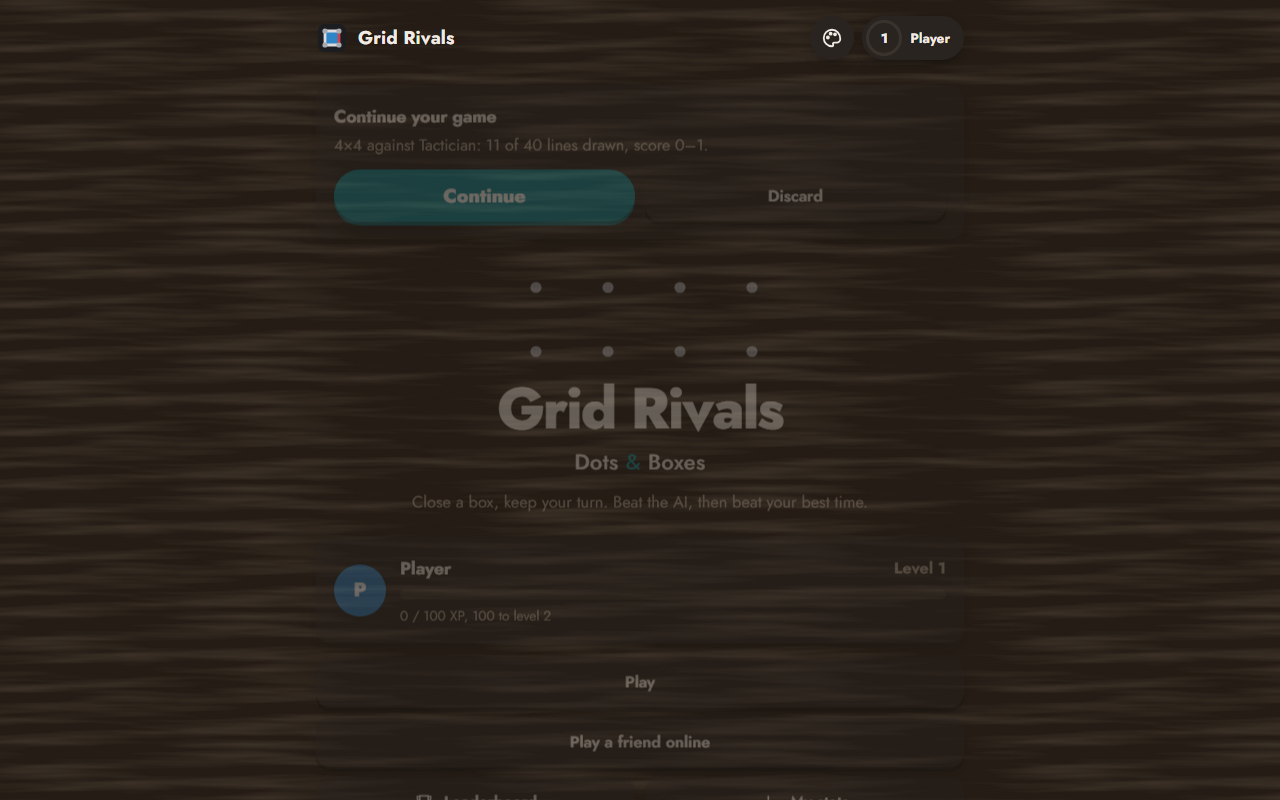 Grid Rivals
1 Player
Continue your game
4×4 against Tactician: 11 of 40 lines drawn, score 0–1.
Continue
Discard
Grid Rivals
Dots & Boxes
Close a box, keep your turn. Beat the AI, then beat your best time.
P
Player
Level 1
0 / 100 XP, 100 to level 2
Play
Play a friend online